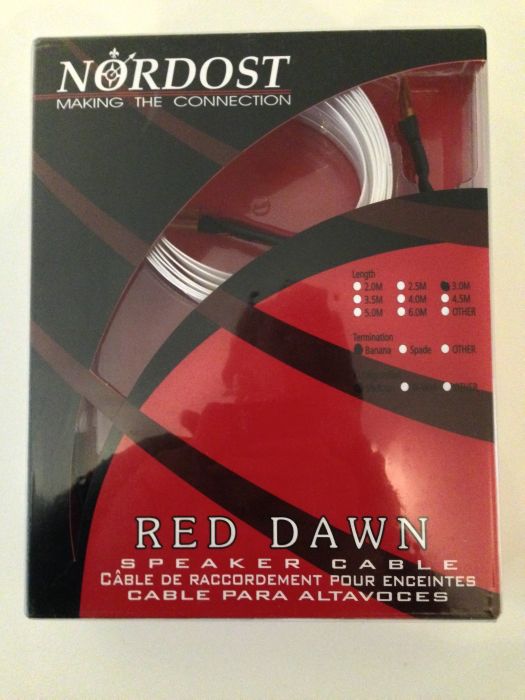 NORDOST
MAKING THE CONNECTION
Length
2.0M 2.5M 3.0M
3.5M 4.0M 4.5M
5.0M 6.0M OTHER
Termination
Banana Spade OTHER
OTHER
RED DAWN
SPEAKER CABLE
CÂBLE DE RACCORDEMENT POUR ENCEINTES
CABLE PARA ALTAVOCES